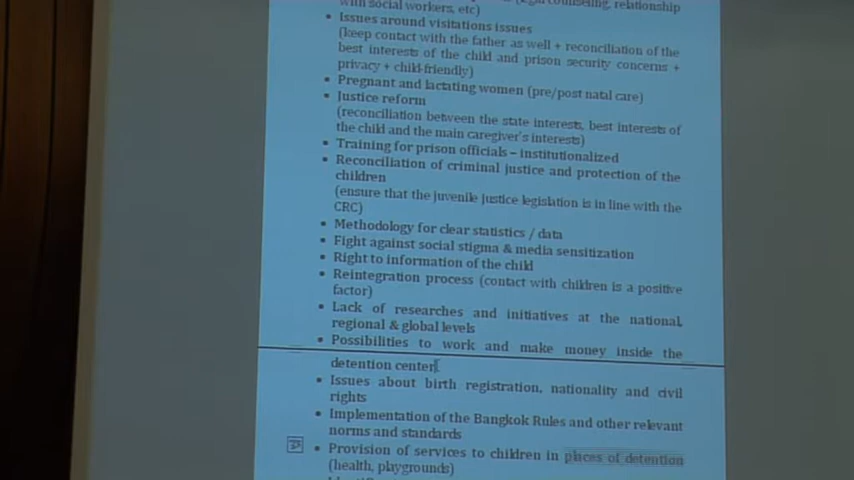 with social workers, etc) counseling, relationship
• Issues around visitations issues
(keep contact with the father as well + reconciliation of the
best interests of the child and prison security concerns +
privacy + child-friendly)
• Pregnant and lactating women (pre/post natal care)
• Justice reform
(reconciliation between the state interests, best interests of
the child and the main caregiver's interests)
• Training for prison officials – institutionalized
• Reconciliation of criminal justice and protection of the
children
(ensure that the juvenile justice legislation is in line with the
CRC)
• Methodology for clear statistics / data
• Fight against social stigma & media sensitization
• Right to information of the child
• Reintegration process (contact with children is a positive
factor)
• Lack of researches and initiatives at the national,
regional & global levels
• Possibilities to work and make money inside the
detention center
• Issues about birth registration, nationality and civil
rights
• Implementation of the Bangkok Rules and other relevant
norms and standards
• Provision of services to children in places of detention
(health, playgrounds)